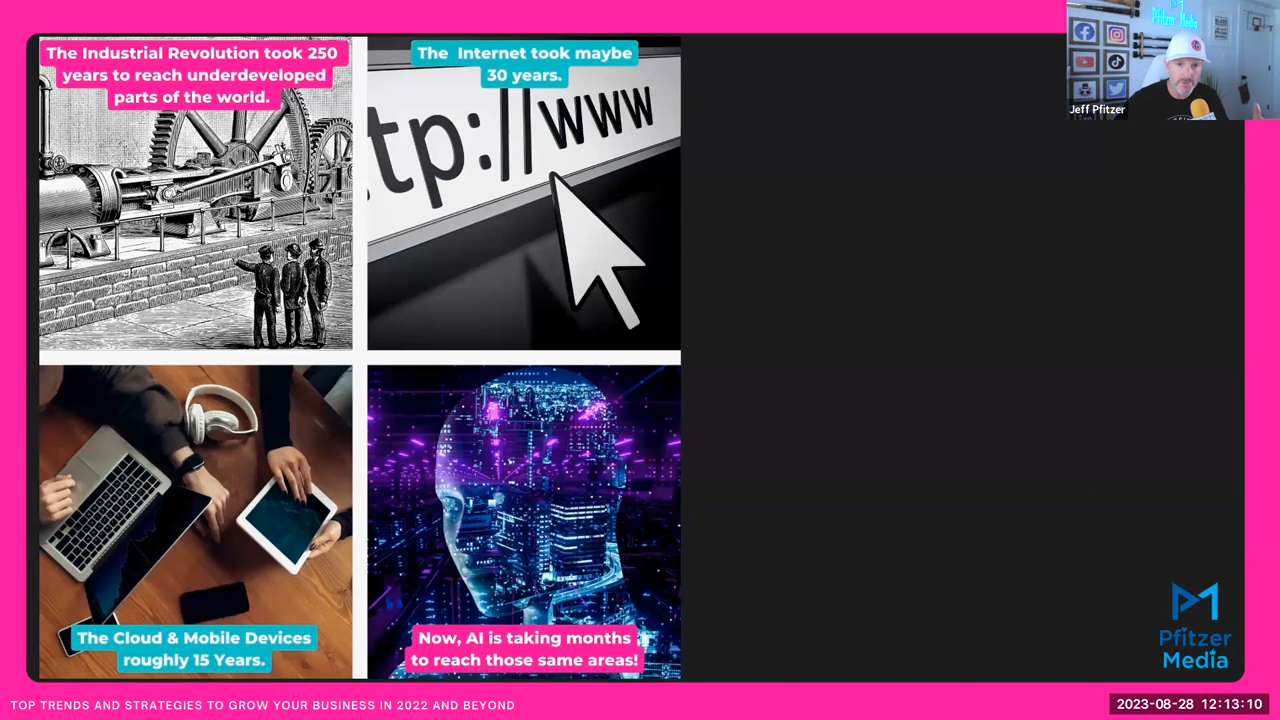 The Industrial Revolution took 250
years to reach underdeveloped
parts of the world.
The Internet took maybe
30 years.
tp://www
The Cloud & Mobile Devices
roughly 15 Years.
Now, AI is taking months
to reach those same areas!
Pfitzer
Media
Jeff Pfitzer
Pfitzer
Media
TOP TRENDS AND STRATEGIES TO GROW YOUR BUSINESS IN 2022 AND BEYOND
2023-08-28 12:13:10